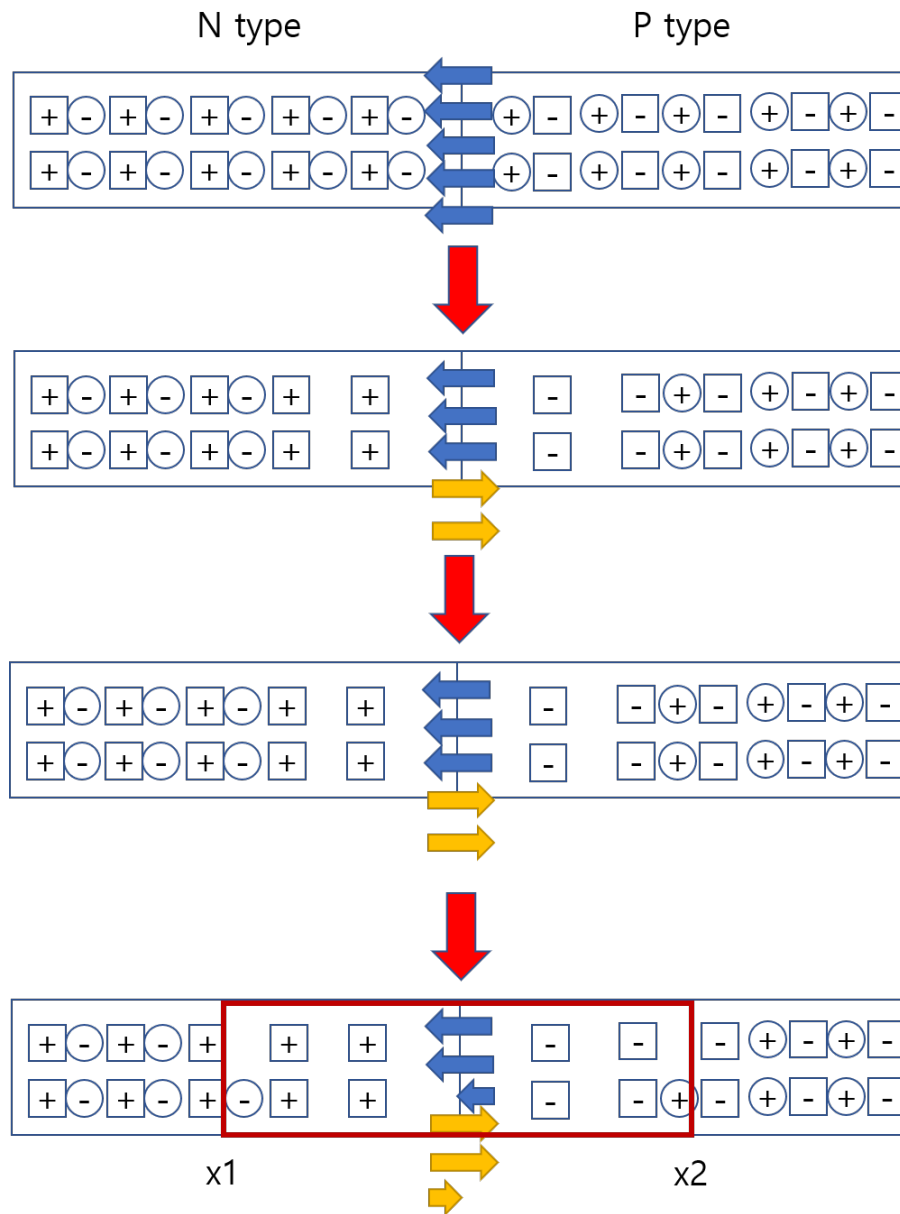 N type P type
+ - + - + - + - + - + - + - + - + - + -
+ - + - + - + - + - + - + - + - + - + -
+ - + - + - + + - - + - + - + -
+ - + - + - + + - - + - + - + -
+ - + - + - + + - - + - + - + -
+ - + - + - + + - - + - + - + -
+ - + - + + + - - - + - + -
+ - + - + - + + - - + - + - + -
x1 x2